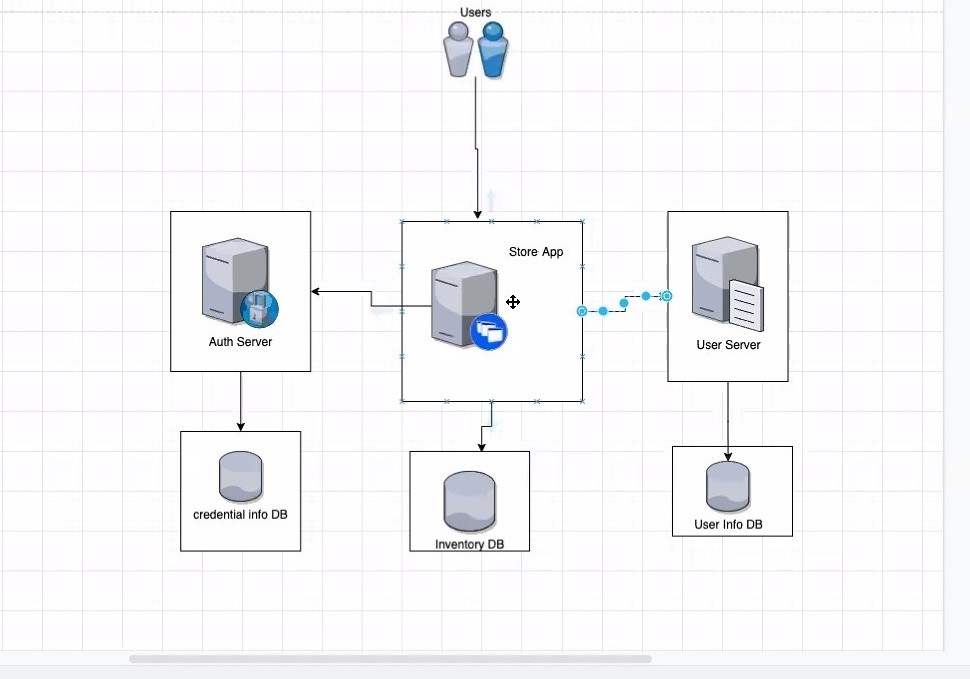 Users
Store App
Auth Server
User Server
credential info DB
Inventory DB
User Info DB